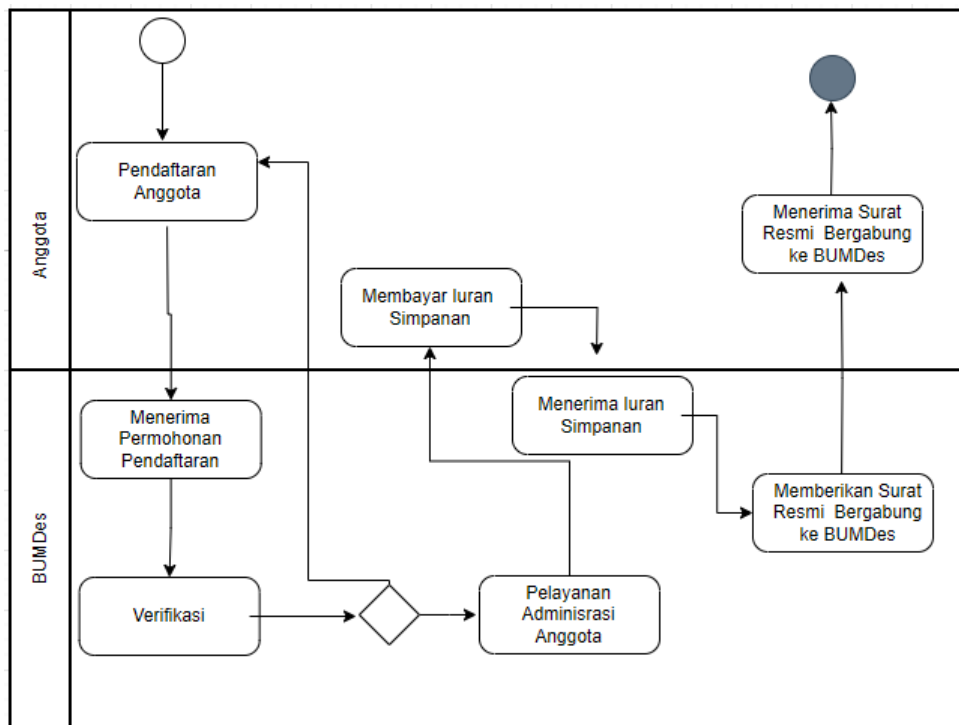 Anggota
Pendaftaran
Anggota
Membayar Iuran
Simpanan
Menerima Surat
Resmi Bergabung
ke BUMDes
BUMDes
Menerima
Permohonan
Pendaftaran
Verifikasi
Pelayanan
Adminisrasi
Anggota
Menerima Iuran
Simpanan
Memberikan Surat
Resmi Bergabung
ke BUMDes